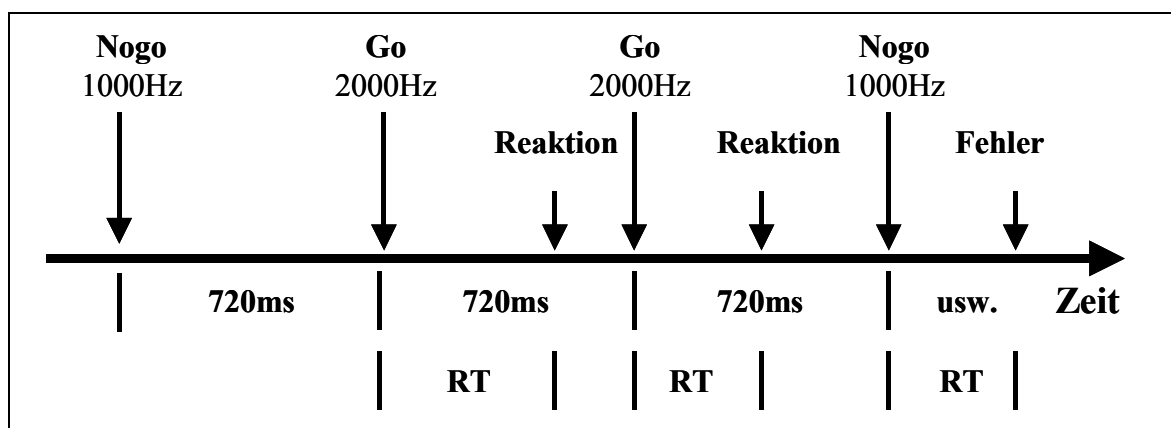 Nogo Go Go Nogo
1000Hz 2000Hz 2000Hz 1000Hz
Reaktion Reaktion Fehler
720ms 720ms 720ms usw. Zeit
RT RT RT